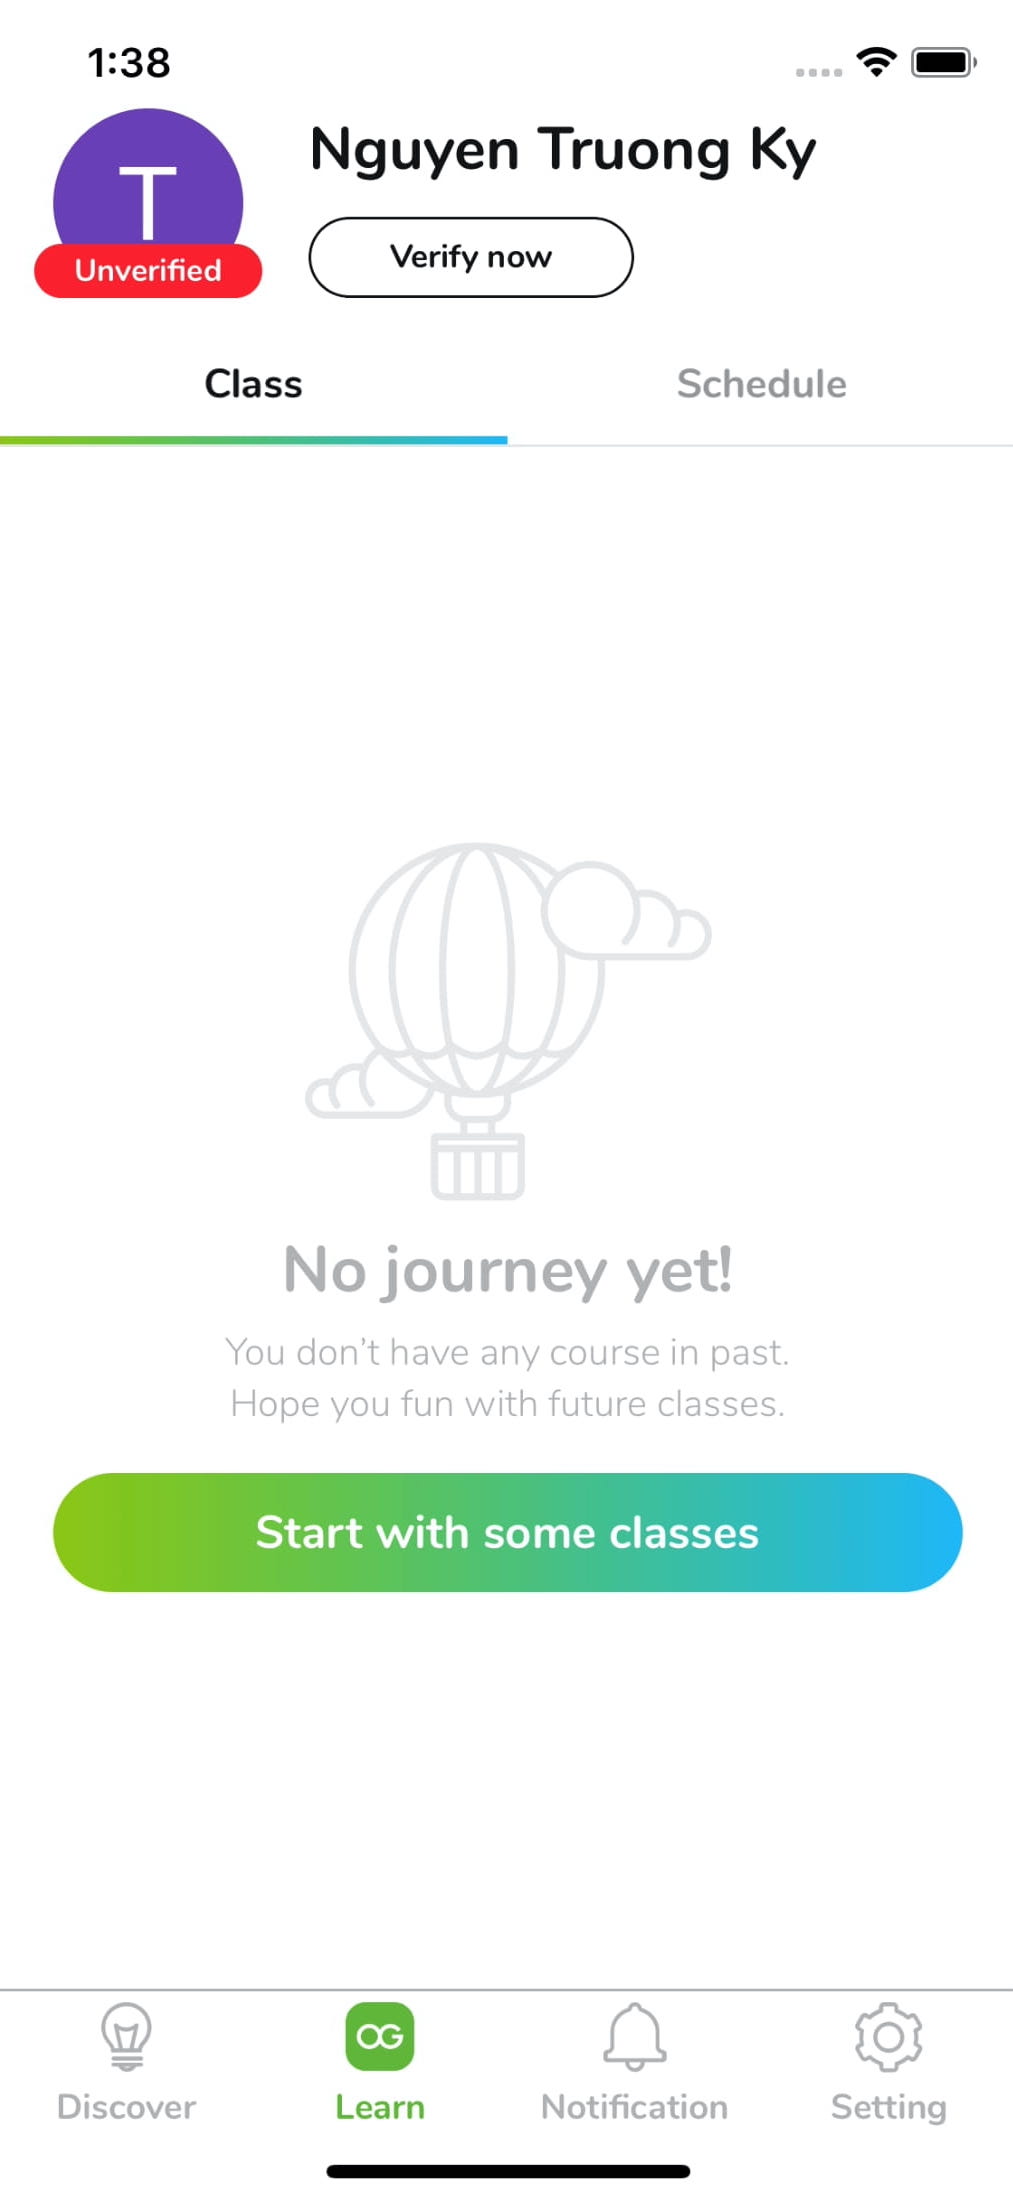 1:38
T
Nguyen Truong Ky
Unverified
Verify now
Class
Schedule
No journey yet!
You don’t have any course in past.
Hope you fun with future classes.
Start with some classes
OG
Discover
Learn
Notification
Setting